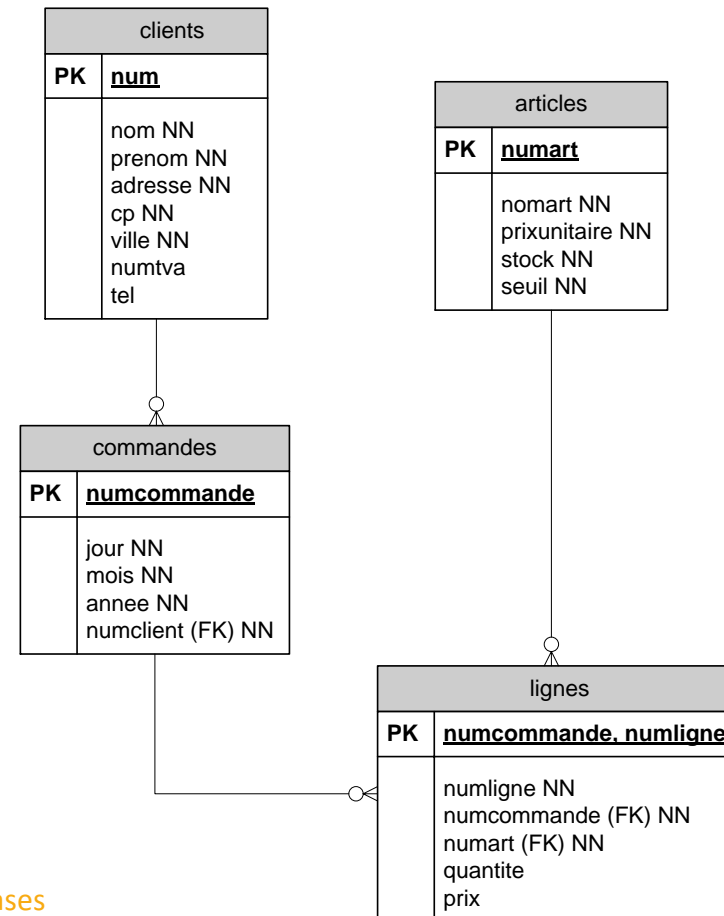 clients
PK num
nom NN
prenom NN
adresse NN
cp NN
ville NN
numtva
tel
articles
PK numart
nomart NN
prixunitaire NN
stock NN
seuil NN
commandes
PK numcommande
jour NN
mois NN
annee NN
numclient (FK) NN
lignes
PK numcommande, numligne
numligne NN
numcommande (FK) NN
numart (FK) NN
quantite
prix